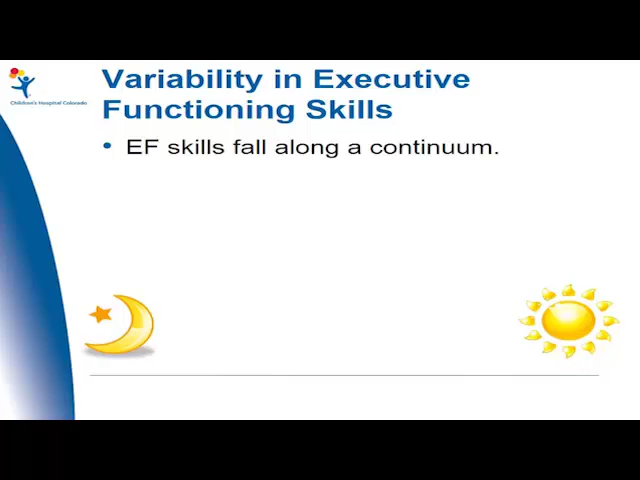 Variability in Executive
Functioning Skills
Children's Hospital Colorado
• EF skills fall along a continuum.